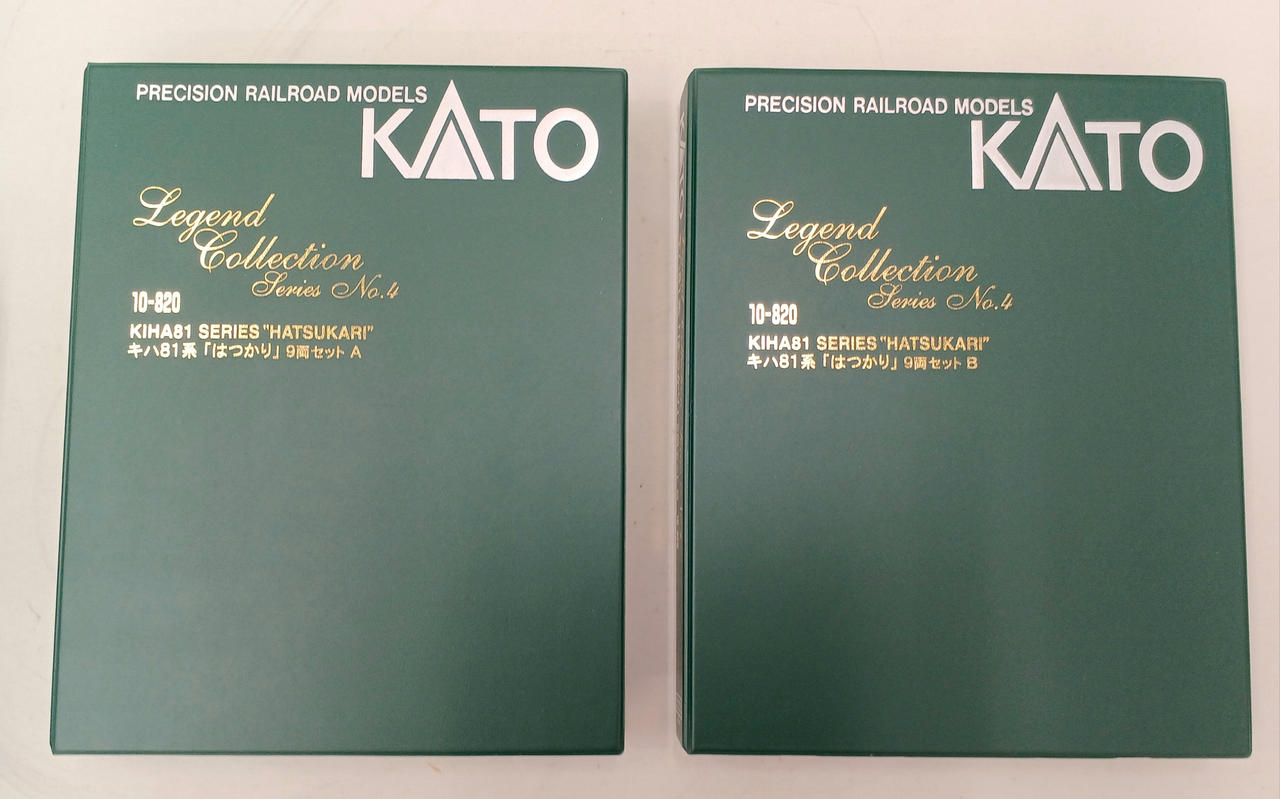 PRECISION RAILROAD MODELS
KATO
Legend
Collection
Series No.4
10-820
KIHA81 SERIES "HATSUKARI"
キハ81系「はつかり」9両セット A
PRECISION RAILROAD MODELS
KATO
Legend
Collection
Series No.4
10-820
KIHA81 SERIES "HATSUKARI"
キハ81系「はつかり」9両セット B